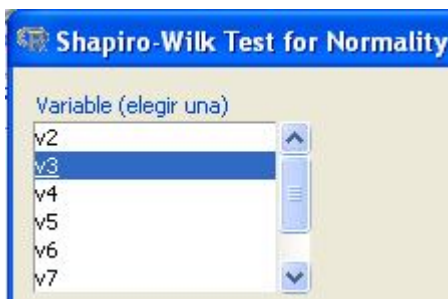 Shapiro-Wilk Test for Normality
Variable (elegir una)
v2
v3
v4
v5
v6
v7